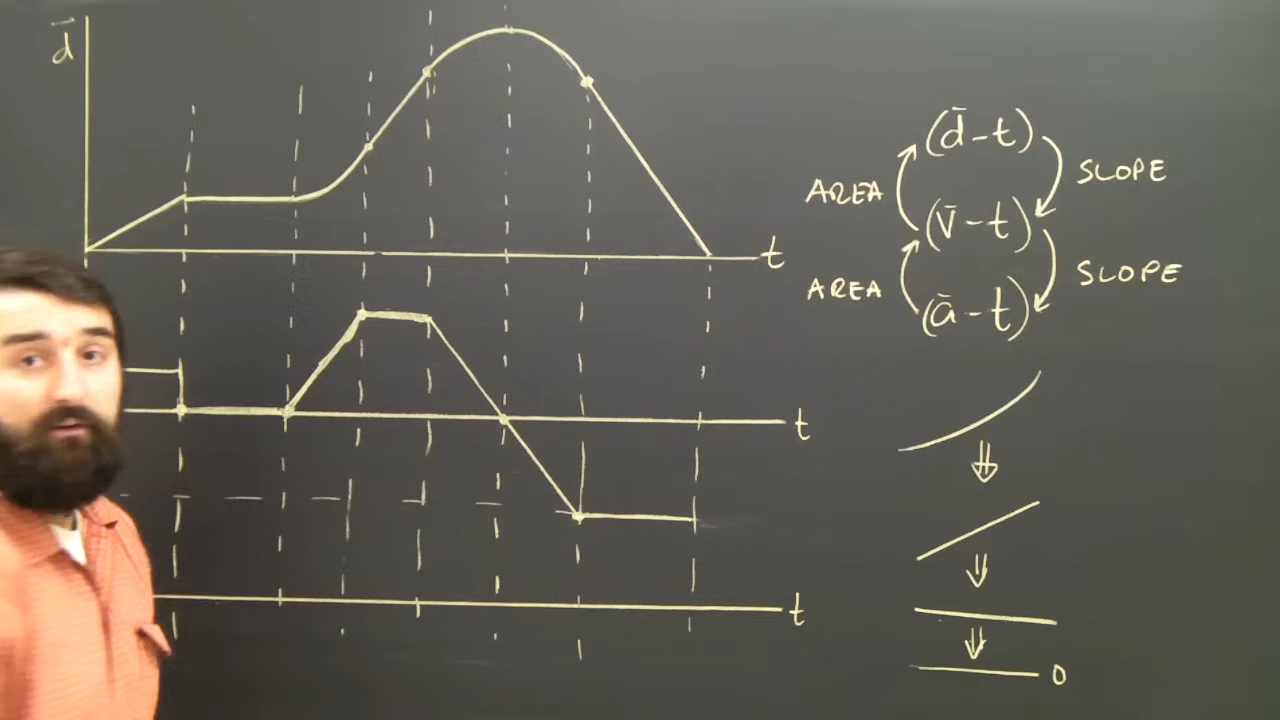 d̄
t
t
t
(d̄-t)
AREA
SLOPE
(v̄-t)
AREA
SLOPE
(ā-t)
0